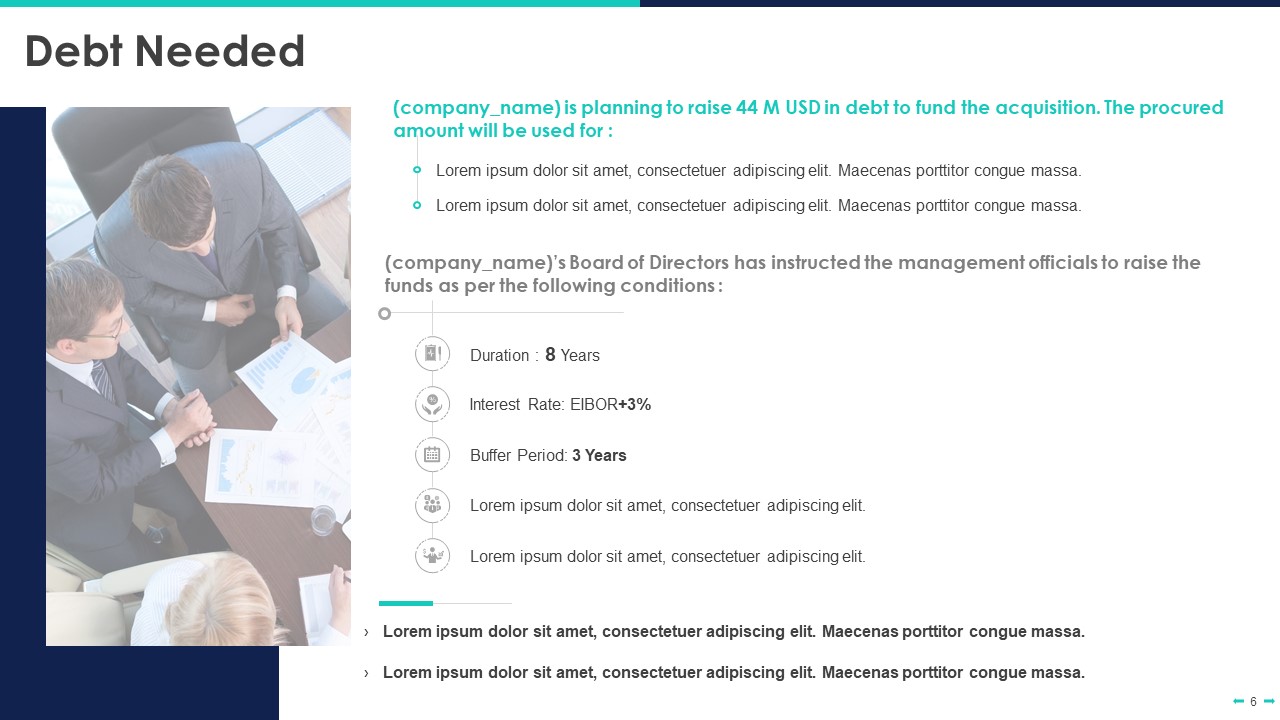 Debt Needed
(company_name) is planning to raise 44 M USD in debt to fund the acquisition. The procured
amount will be used for :
Lorem ipsum dolor sit amet, consectetuer adipiscing elit. Maecenas porttitor congue massa.
Lorem ipsum dolor sit amet, consectetuer adipiscing elit. Maecenas porttitor congue massa.
(company_name)’s Board of Directors has instructed the management officials to raise the
funds as per the following conditions :
Duration : 8 Years
Interest Rate: EIBOR+3%
Buffer Period: 3 Years
Lorem ipsum dolor sit amet, consectetuer adipiscing elit.
Lorem ipsum dolor sit amet, consectetuer adipiscing elit.
› Lorem ipsum dolor sit amet, consectetuer adipiscing elit. Maecenas porttitor congue massa.
› Lorem ipsum dolor sit amet, consectetuer adipiscing elit. Maecenas porttitor congue massa.
6